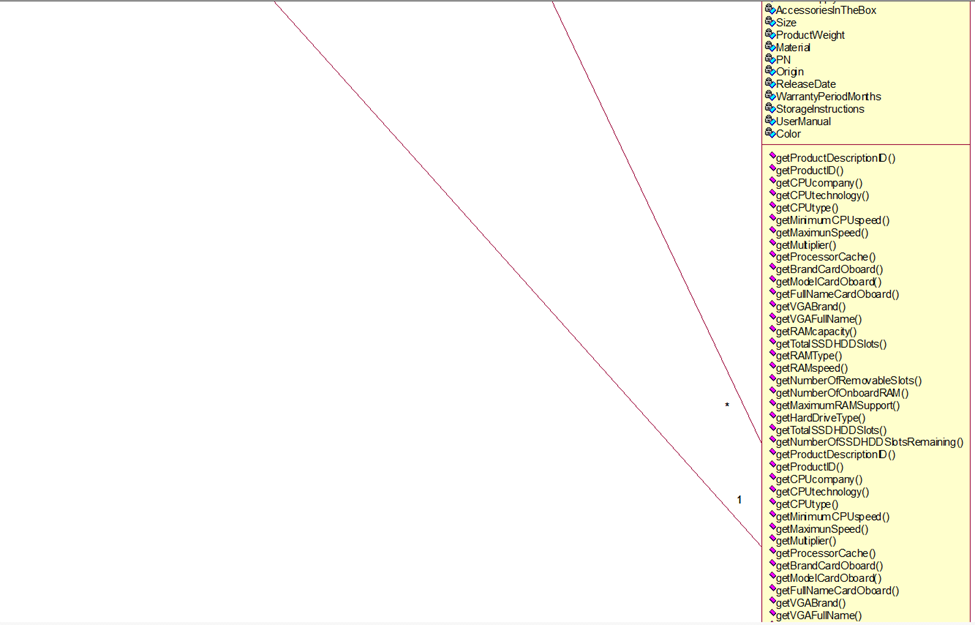 AccessoriesInTheBox
Size
ProductWeight
Material
PN
Origin
ReleaseDate
WarrantyPeriodMonths
StorageInstructions
UserManual
Color
getProductDescriptionID()
getProductID()
getCPUcompany()
getCPUtechnology()
getCPUtype()
getMinimumCPUspeed()
getMaximunSpeed()
getMultiplier()
getProcessorCache()
getBrandCardOboard()
getModelCardOboard()
getFullNameCardOboard()
getVGABrand()
getVGAFullName()
getRAMcapacity()
getTotalSSDHDDSlots()
getRAMType()
getRAMspeed()
getNumberOfRemovableSlots()
getNumberOfOnboardRAM()
*
getMaximumRAMSupport()
getHardDriveType()
getTotalSSDHDDSlots()
getNumberOfSSDHDDSlotsRemaining()
getProductDescriptionID()
getProductID()
getCPUcompany()
getCPUtechnology()
1
getCPUtype()
getMinimumCPUspeed()
getMaximunSpeed()
getMultiplier()
getProcessorCache()
getBrandCardOboard()
getModelCardOboard()
getFullNameCardOboard()
getVGABrand()
getVGAFullName()